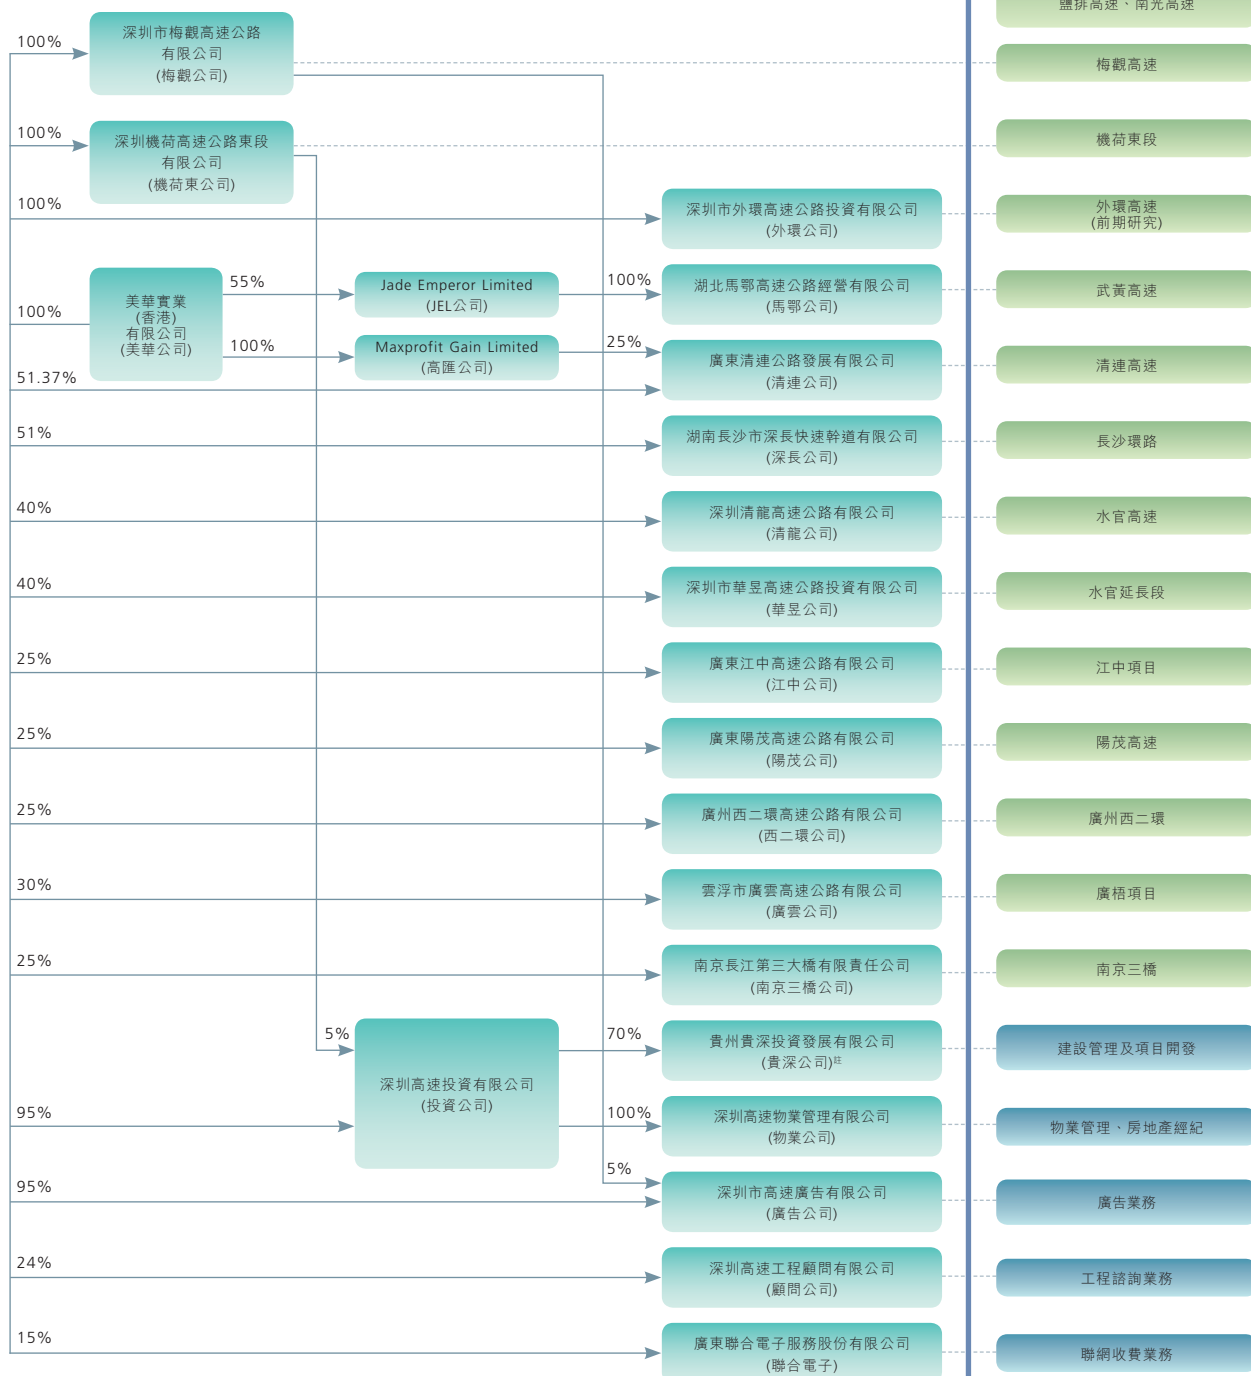 鹽排高速、南光高速
100%
深圳市梅觀高速公路
有限公司
(梅觀公司)
梅觀高速
100%
深圳機荷高速公路東段
有限公司
(機荷東公司)
機荷東段
100%
深圳市外環高速公路投資有限公司
(外環公司)
外環高速
(前期研究)
100%
美華實業
(香港)
有限公司
(美華公司)
55%
Jade Emperor Limited
(JEL公司)
100%
湖北馬鄂高速公路經營有限公司
(馬鄂公司)
武黃高速
100%
Maxprofit Gain Limited
(高匯公司)
25%
廣東清連公路發展有限公司
(清連公司)
清連高速
51.37%
51%
湖南長沙市深長快速幹道有限公司
(深長公司)
長沙環路
40%
深圳清龍高速公路有限公司
(清龍公司)
水官高速
40%
深圳市華昱高速公路投資有限公司
(華昱公司)
水官延長段
25%
廣東江中高速公路有限公司
(江中公司)
江中項目
25%
廣東陽茂高速公路有限公司
(陽茂公司)
陽茂高速
25%
廣州西二環高速公路有限公司
(西二環公司)
廣州西二環
30%
雲浮市廣雲高速公路有限公司
(廣雲公司)
廣梧項目
25%
南京長江第三大橋有限責任公司
(南京三橋公司)
南京三橋
5%
深圳高速投資有限公司
(投資公司)
70%
貴州貴深投資發展有限公司
(貴深公司)註
建設管理及項目開發
95%
100%
深圳高速物業管理有限公司
(物業公司)
物業管理、房地產經紀
5%
95%
深圳市高速廣告有限公司
(廣告公司)
廣告業務
24%
深圳高速工程顧問有限公司
(顧問公司)
工程諮詢業務
15%
廣東聯合電子服務股份有限公司
(聯合電子)
聯網收費業務